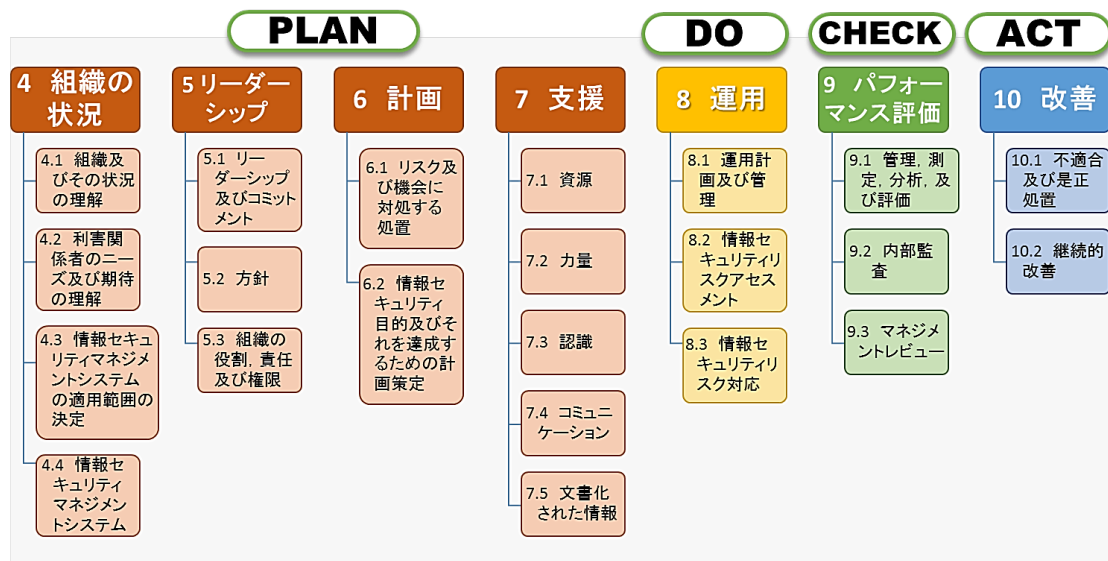 PLAN
DO
CHECK
ACT
4 組織の
状況
4.1 組織及
びその状況
の理解
4.2 利害関
係者のニー
ズ及び期待
の理解
4.3 情報セキュ
リティマネジメ
ントシステム
の適用範囲の
決定
4.4 情報セ
キュリティ
マネジメン
トシステム
5 リーダー
シップ
5.1 リー
ダーシップ
及びコミット
メント
5.2 方針
5.3 組織の
役割, 責任
及び権限
6 計画
6.1 リスク及
び機会に
対処する
処置
6.2 情報セ
キュリティ
目的及びそ
れを達成す
るための計
画策定
7 支援
7.1 資源
7.2 力量
7.3 認識
7.4 コミュニ
ケーション
7.5 文書化
された情報
8 運用
8.1 運用計
画及び管
理
8.2 情報セ
キュリティリ
スクアセス
メント
8.3 情報セ
キュリティリ
スク対応
9 パフォー
マンス評価
9.1 管理, 測
定, 分析, 及
び評価
9.2 内部監
査
9.3 マネジメ
ントレビュー
10 改善
10.1 不適合
及び是正
処置
10.2 継続的
改善